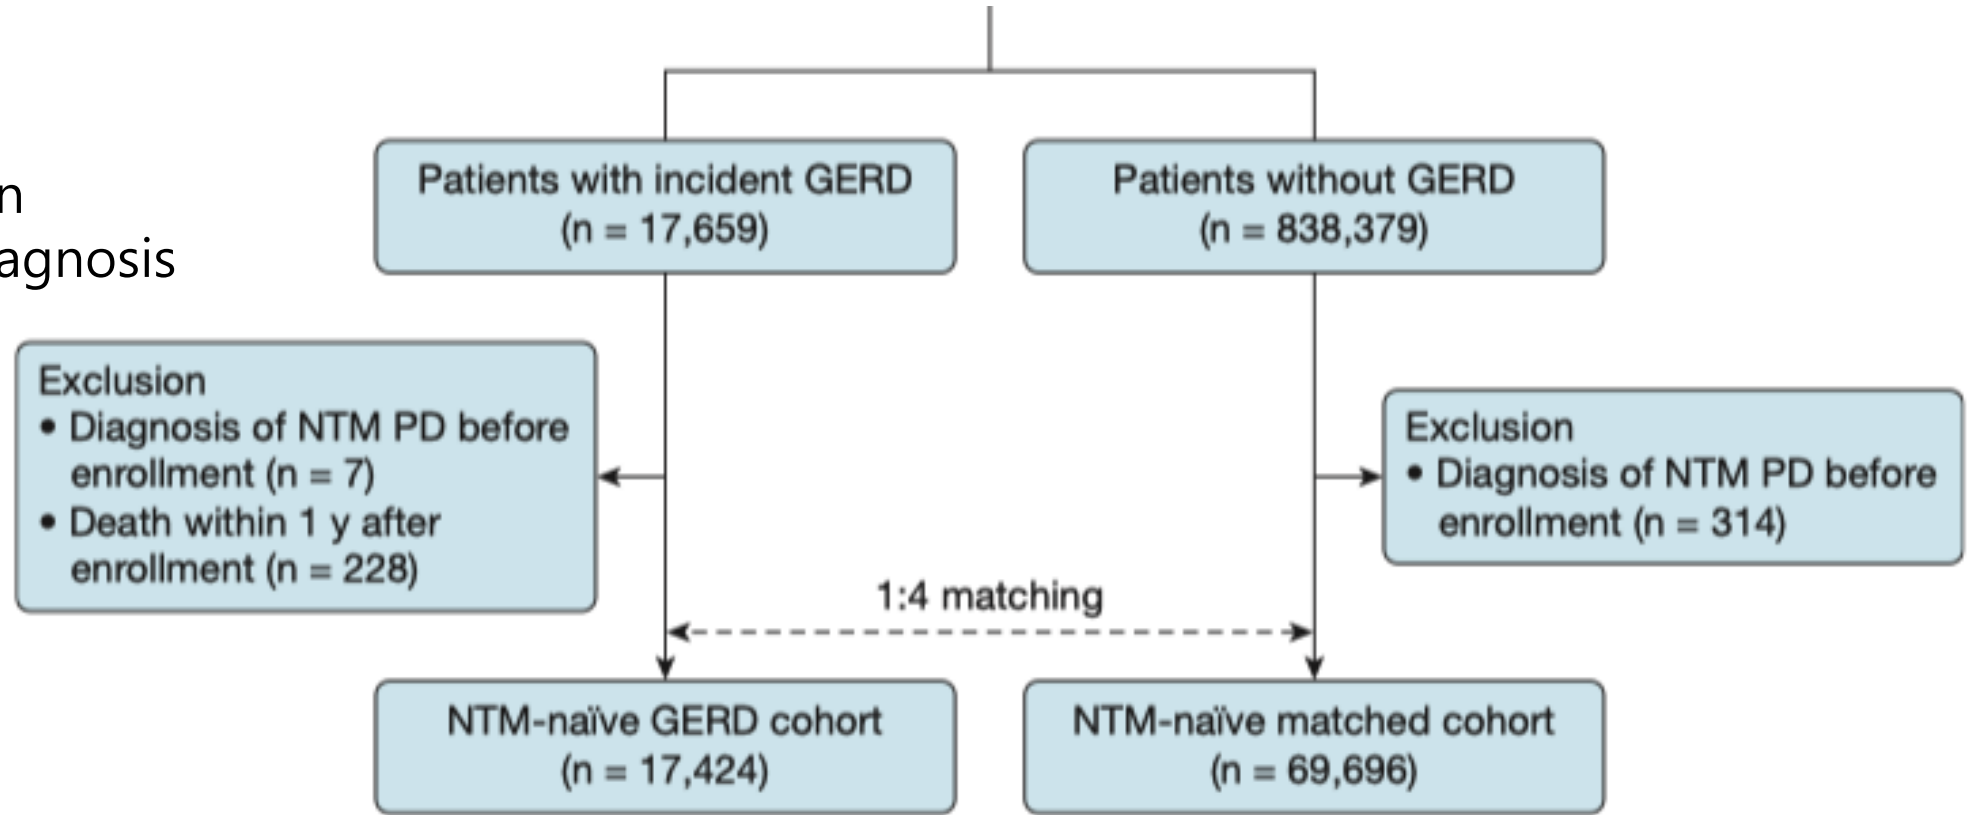 n
agnosis
Patients with incident GERD
(n = 17,659)
Patients without GERD
(n = 838,379)
Exclusion
• Diagnosis of NTM PD before
enrollment (n = 7)
• Death within 1 y after
enrollment (n = 228)
Exclusion
• Diagnosis of NTM PD before
enrollment (n = 314)
1:4 matching
NTM-naïve GERD cohort
(n = 17,424)
NTM-naïve matched cohort
(n = 69,696)